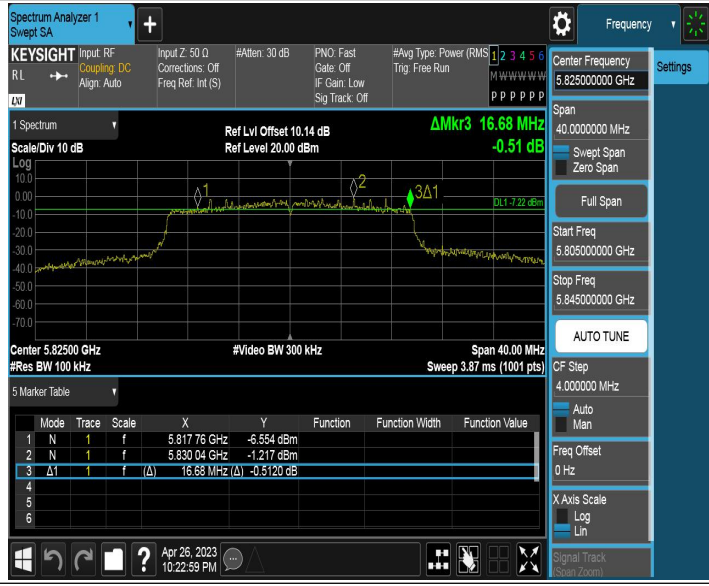 Spectrum Analyzer 1
Swept SA
Frequency
KEYSIGHT Input: RF Input Z: 50 Ω #Atten: 30 dB PNO: Fast #Avg Type: Power (RMS 1 2 3 4 5 6
RL Coupling: DC Corrections: Off Gate: Off Trig: Free Run M W W W W W
Align: Auto Freq Ref: Int (S) IF Gain: Low
LXI Sig Track: Off P P P P P P
1 Spectrum
Ref Lvl Offset 10.14 dB ΔMkr3 16.68 MHz
Scale/Div 10 dB Ref Level 20.00 dBm -0.51 dB
Log
10.0
0.00
-10.0
-20.0
-30.0
-40.0
-50.0
-60.0
-70.0
1
2
3Δ1
DL1 -7.22 dBm
Center 5.82500 GHz #Video BW 300 kHz Span 40.00 MHz
#Res BW 100 kHz Sweep 3.87 ms (1001 pts)
5 Marker Table
Mode Trace Scale X Y Function Function Width Function Value
1 N 1 f 5.817 76 GHz -6.554 dBm
2 N 1 f 5.830 04 GHz -1.217 dBm
3 Δ1 1 f (Δ) 16.68 MHz (Δ) -0.5120 dB
4
5
6
? Apr 26, 2023
10:22:59 PM
Center Frequency
5.825000000 GHz
Settings
Span
40.0000000 MHz
Swept Span
Zero Span
Full Span
Start Freq
5.805000000 GHz
Stop Freq
5.845000000 GHz
AUTO TUNE
CF Step
4.000000 MHz
Auto
Man
Freq Offset
0 Hz
X Axis Scale
Log
Lin
Signal Track
(Span Zoom)